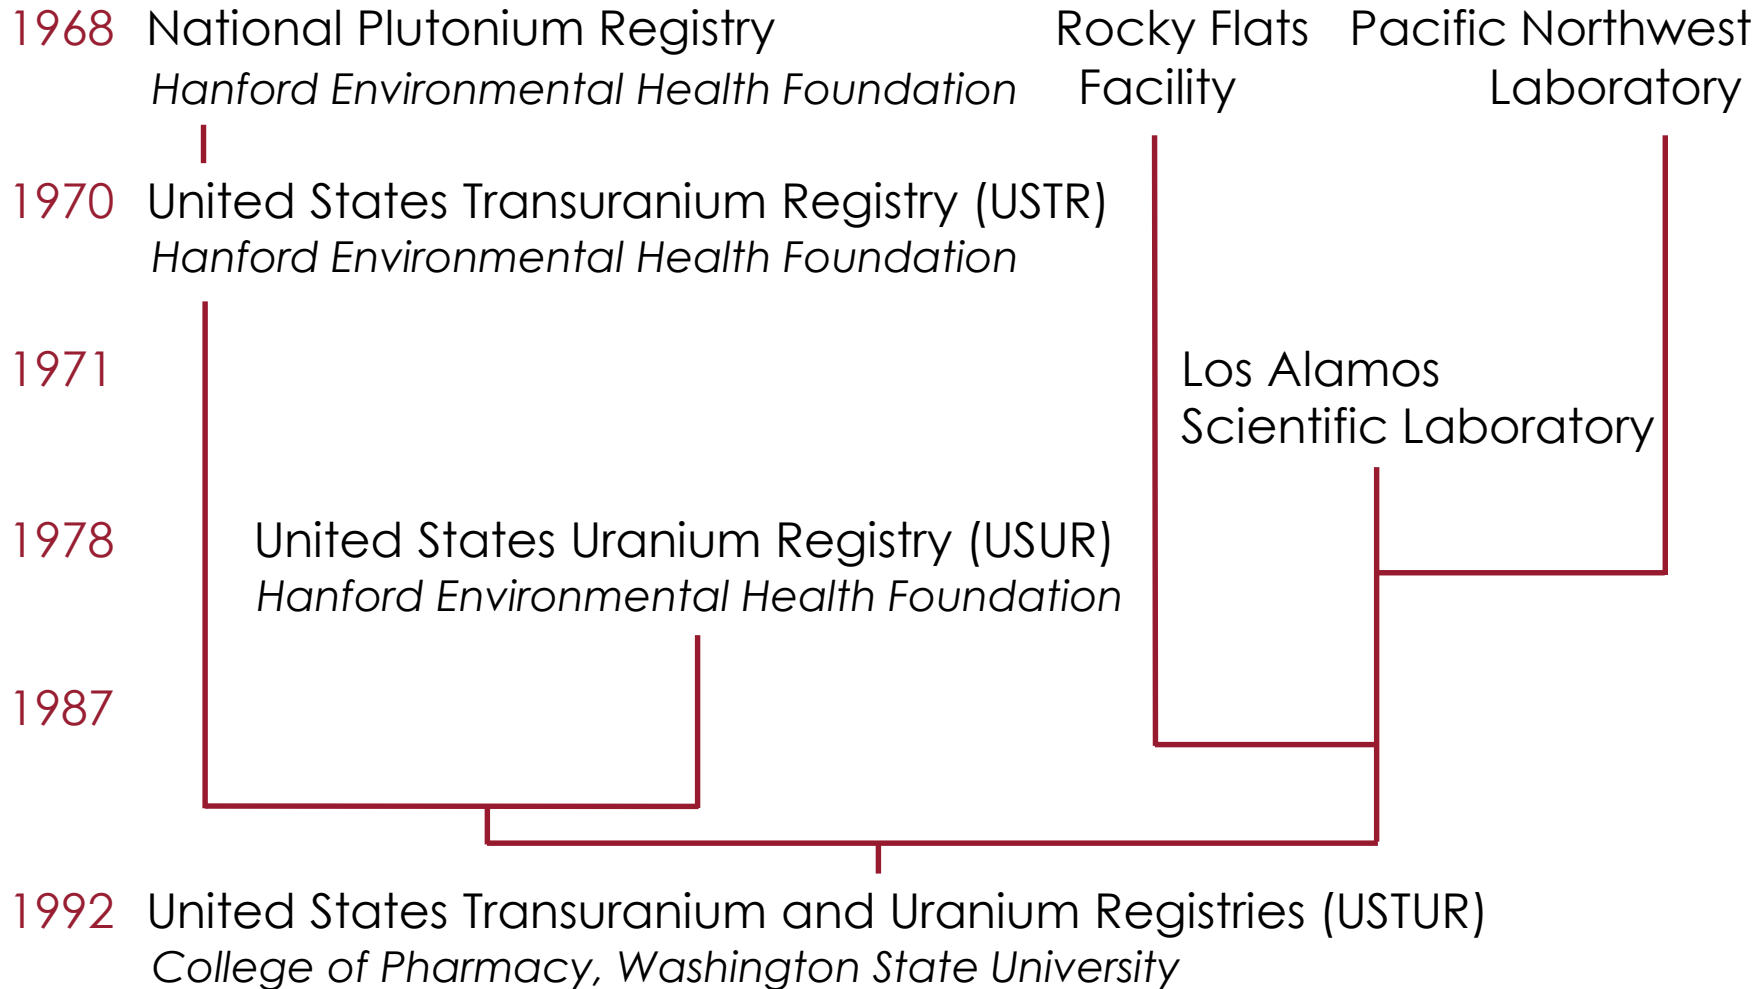 1968 National Plutonium Registry Rocky Flats Pacific Northwest
Hanford Environmental Health Foundation Facility Laboratory
1970 United States Transuranium Registry (USTR)
Hanford Environmental Health Foundation
1971 Los Alamos
Scientific Laboratory
1978 United States Uranium Registry (USUR)
Hanford Environmental Health Foundation
1987
1992 United States Transuranium and Uranium Registries (USTUR)
College of Pharmacy, Washington State University